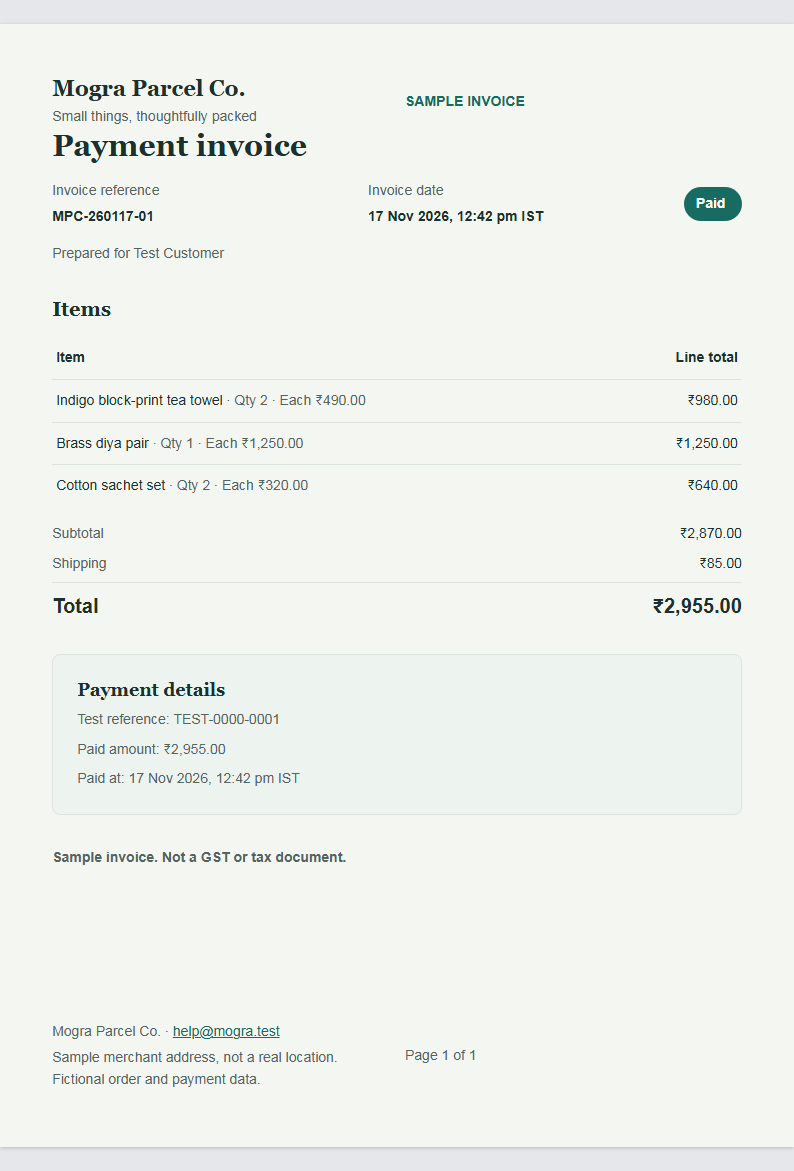 Mogra Parcel Co.
Small things, thoughtfully packed
SAMPLE INVOICE
Payment invoice
Invoice reference
MPC-260117-01
Invoice date
17 Nov 2026, 12:42 pm IST
Paid
Prepared for Test Customer
Items
Item Line total
Indigo block-print tea towel · Qty 2 · Each ₹490.00 ₹980.00
Brass diya pair · Qty 1 · Each ₹1,250.00 ₹1,250.00
Cotton sachet set · Qty 2 · Each ₹320.00 ₹640.00
Subtotal ₹2,870.00
Shipping ₹85.00
Total ₹2,955.00
Payment details
Test reference: TEST-0000-0001
Paid amount: ₹2,955.00
Paid at: 17 Nov 2026, 12:42 pm IST
Sample invoice. Not a GST or tax document.
Mogra Parcel Co. · help@mogra.test
Sample merchant address, not a real location.
Fictional order and payment data.
Page 1 of 1